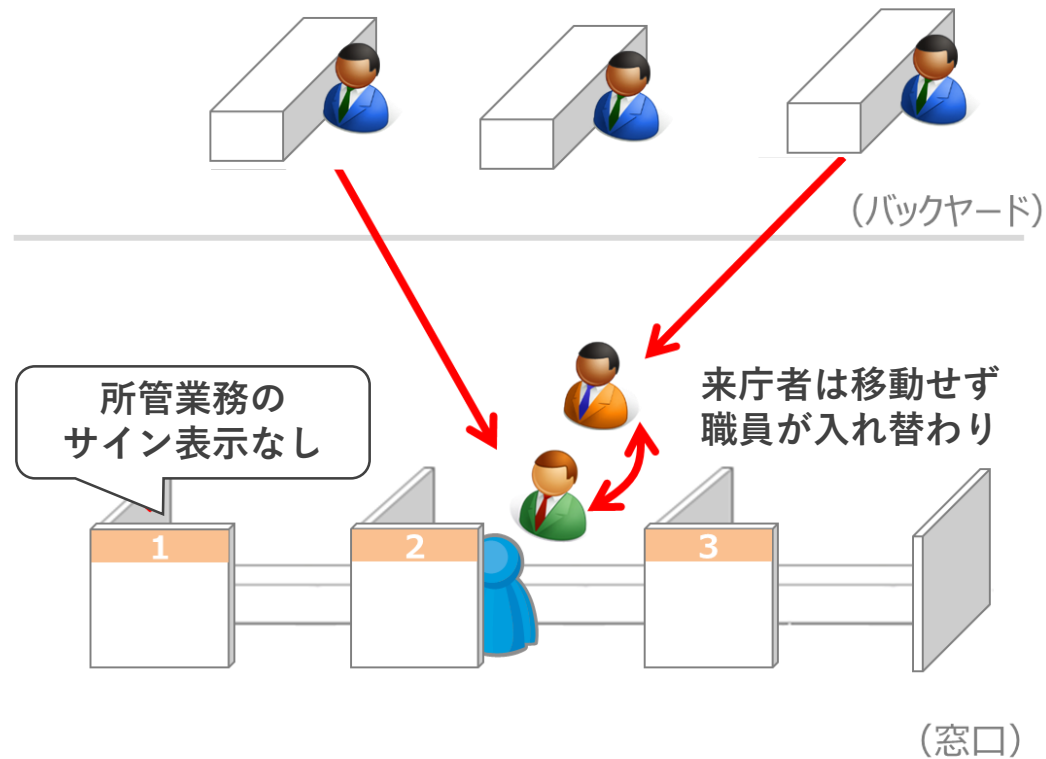 （バックヤード）
所管業務の
サイン表示なし
来庁者は移動せず
職員が入れ替わり
1
2
3
（窓口）